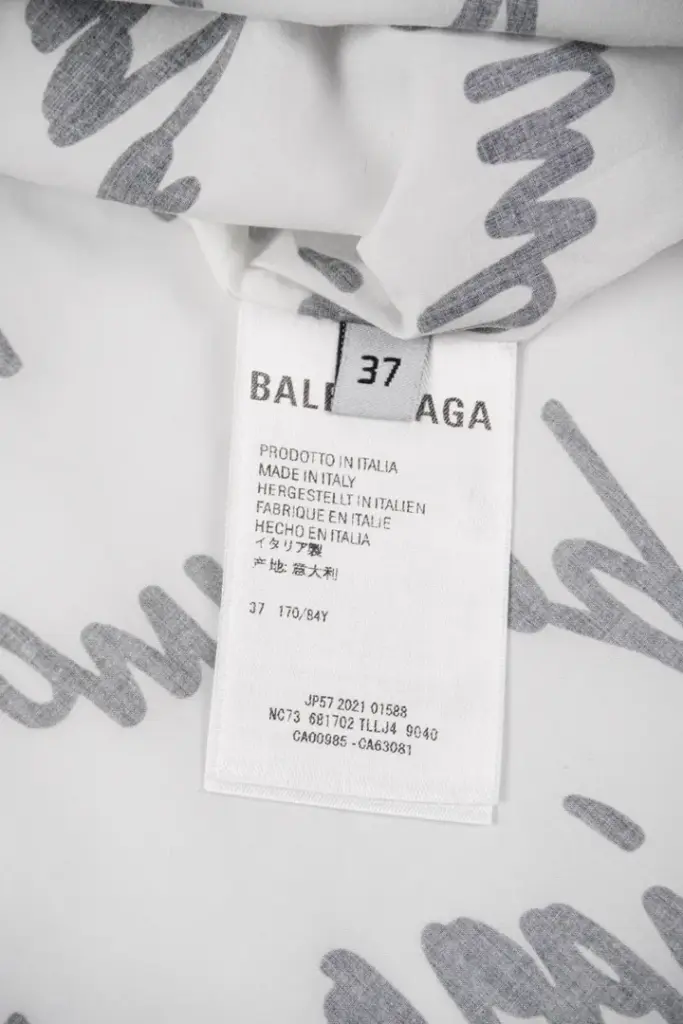 37
BALE AGA
PRODOTTO IN ITALIA
MADE IN ITALY
HERGESTELLT IN ITALIEN
FABRIQUE EN ITALIE
HECHO EN ITALIA
イタリア製
产地: 意大利
37 170/84Y
JP57 2021 01588
NC73 681702 TLLJ4 9040
CA00985 - CA63081